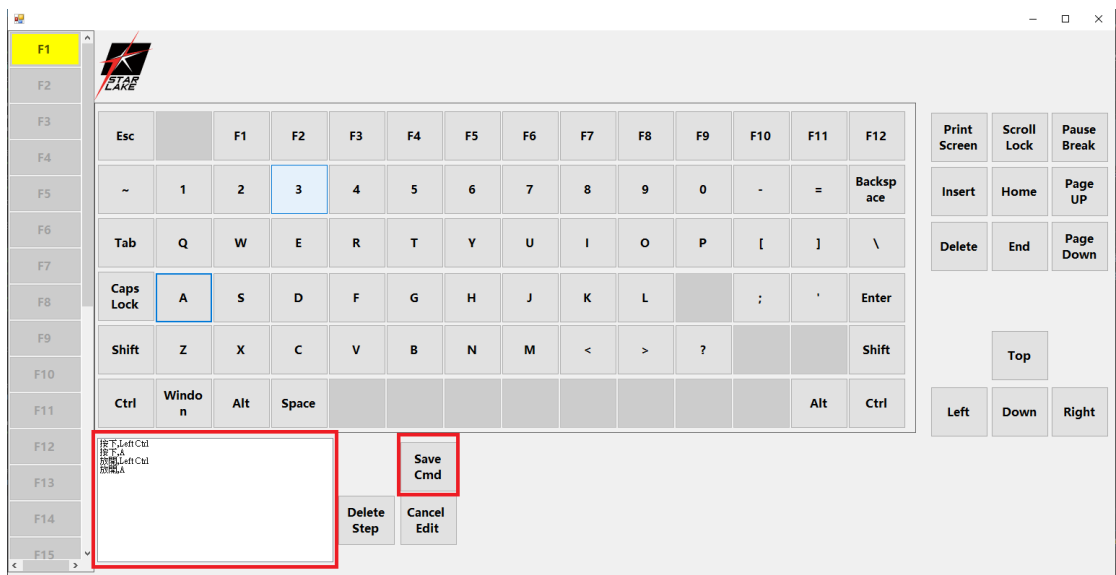 F1
F2
F3
F4
F5
F6
F7
F8
F9
F10
F11
F12
F13
F14
F15
STAR
LAKE
Esc F1 F2 F3 F4 F5 F6 F7 F8 F9 F10 F11 F12
~ 1 2 3 4 5 6 7 8 9 0 - = Backsp
ace
Tab Q W E R T Y U I O P [ ] \
Caps
Lock A S D F G H J K L ; ' Enter
Shift Z X C V B N M < > ? Shift
Ctrl Windo
n Alt Space Alt Ctrl
Print
Screen
Scroll
Lock
Pause
Break
Insert Home Page
UP
Delete End Page
Down
Top
Left Down Right
按下,Left Ctrl
按下,A
放開,Left Ctrl
放開,A
Save
Cmd
Delete
Step
Cancel
Edit